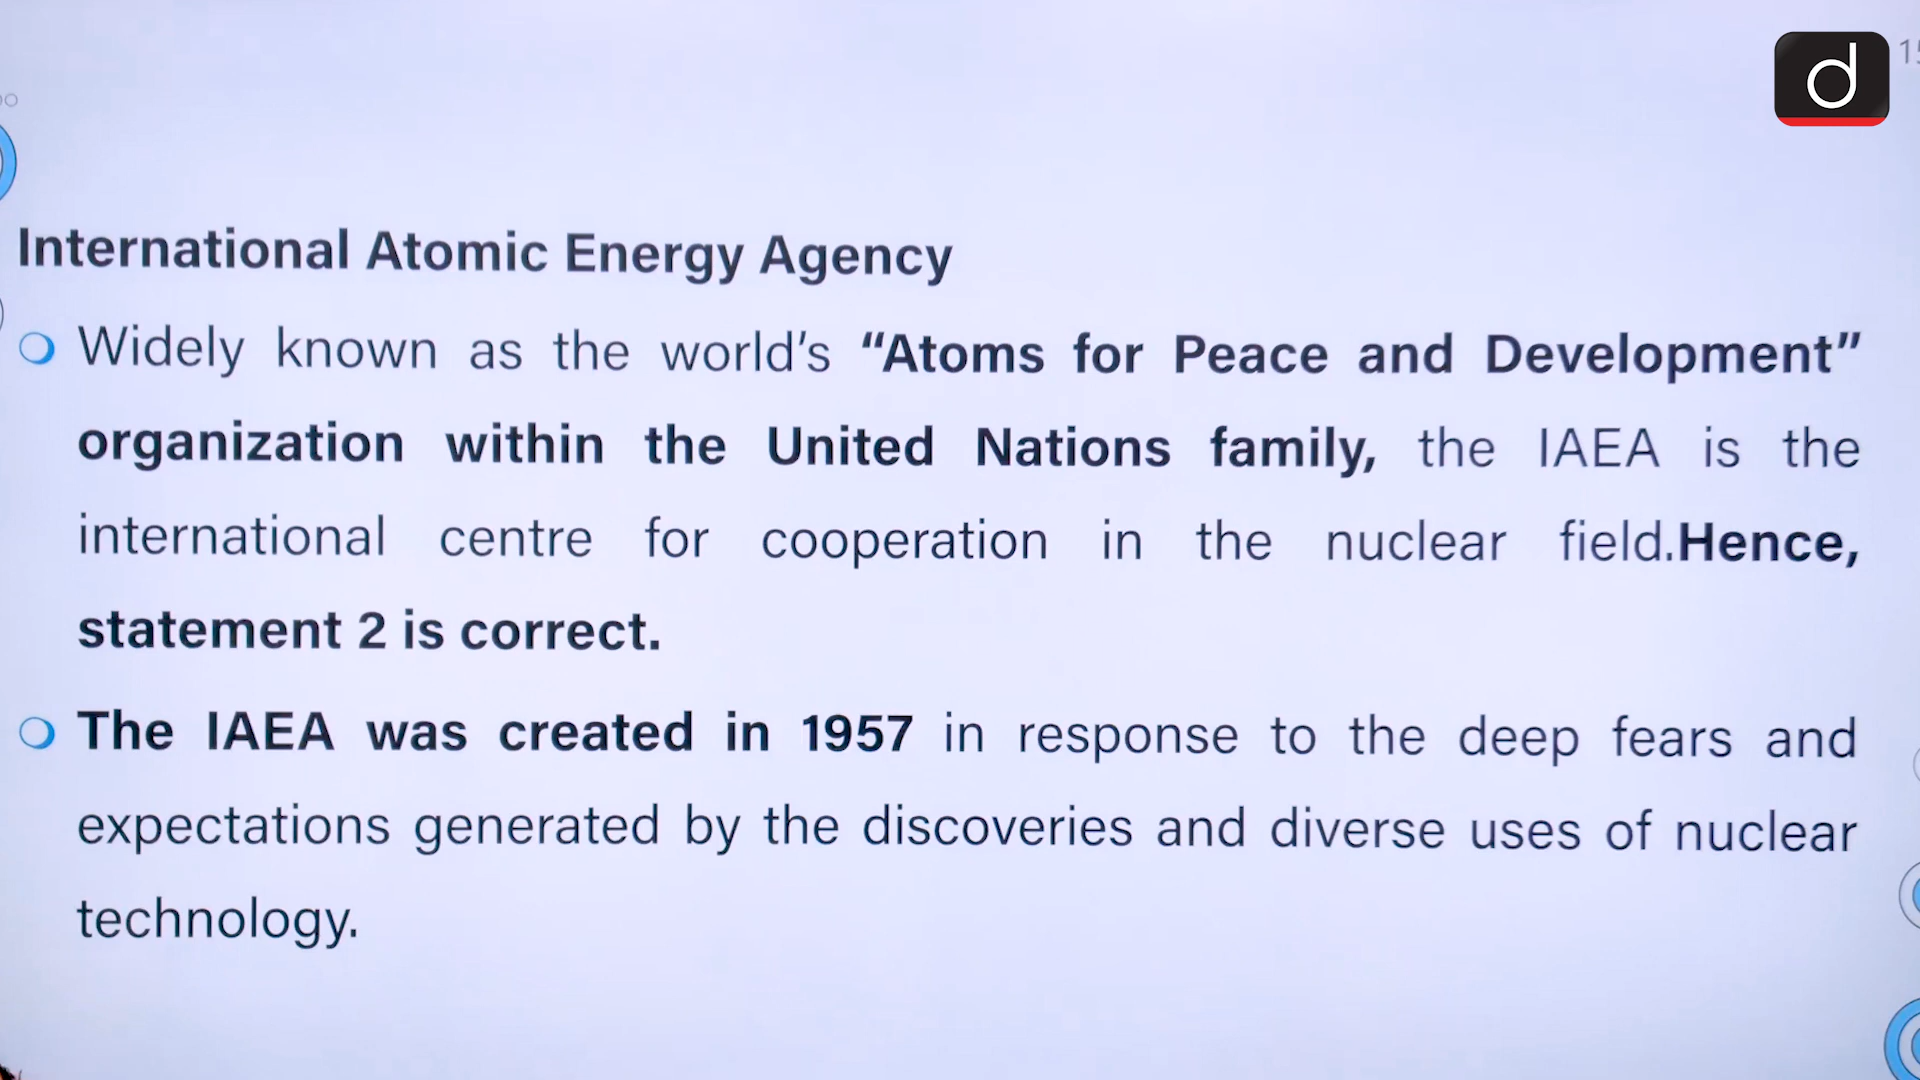 d
International Atomic Energy Agency
Widely known as the world's "Atoms for Peace and Development"
organization within the United Nations family, the IAEA is the
international centre for cooperation in the nuclear field.Hence,
statement 2 is correct.
The IAEA was created in 1957 in response to the deep fears and
expectations generated by the discoveries and diverse uses of nuclear
technology.